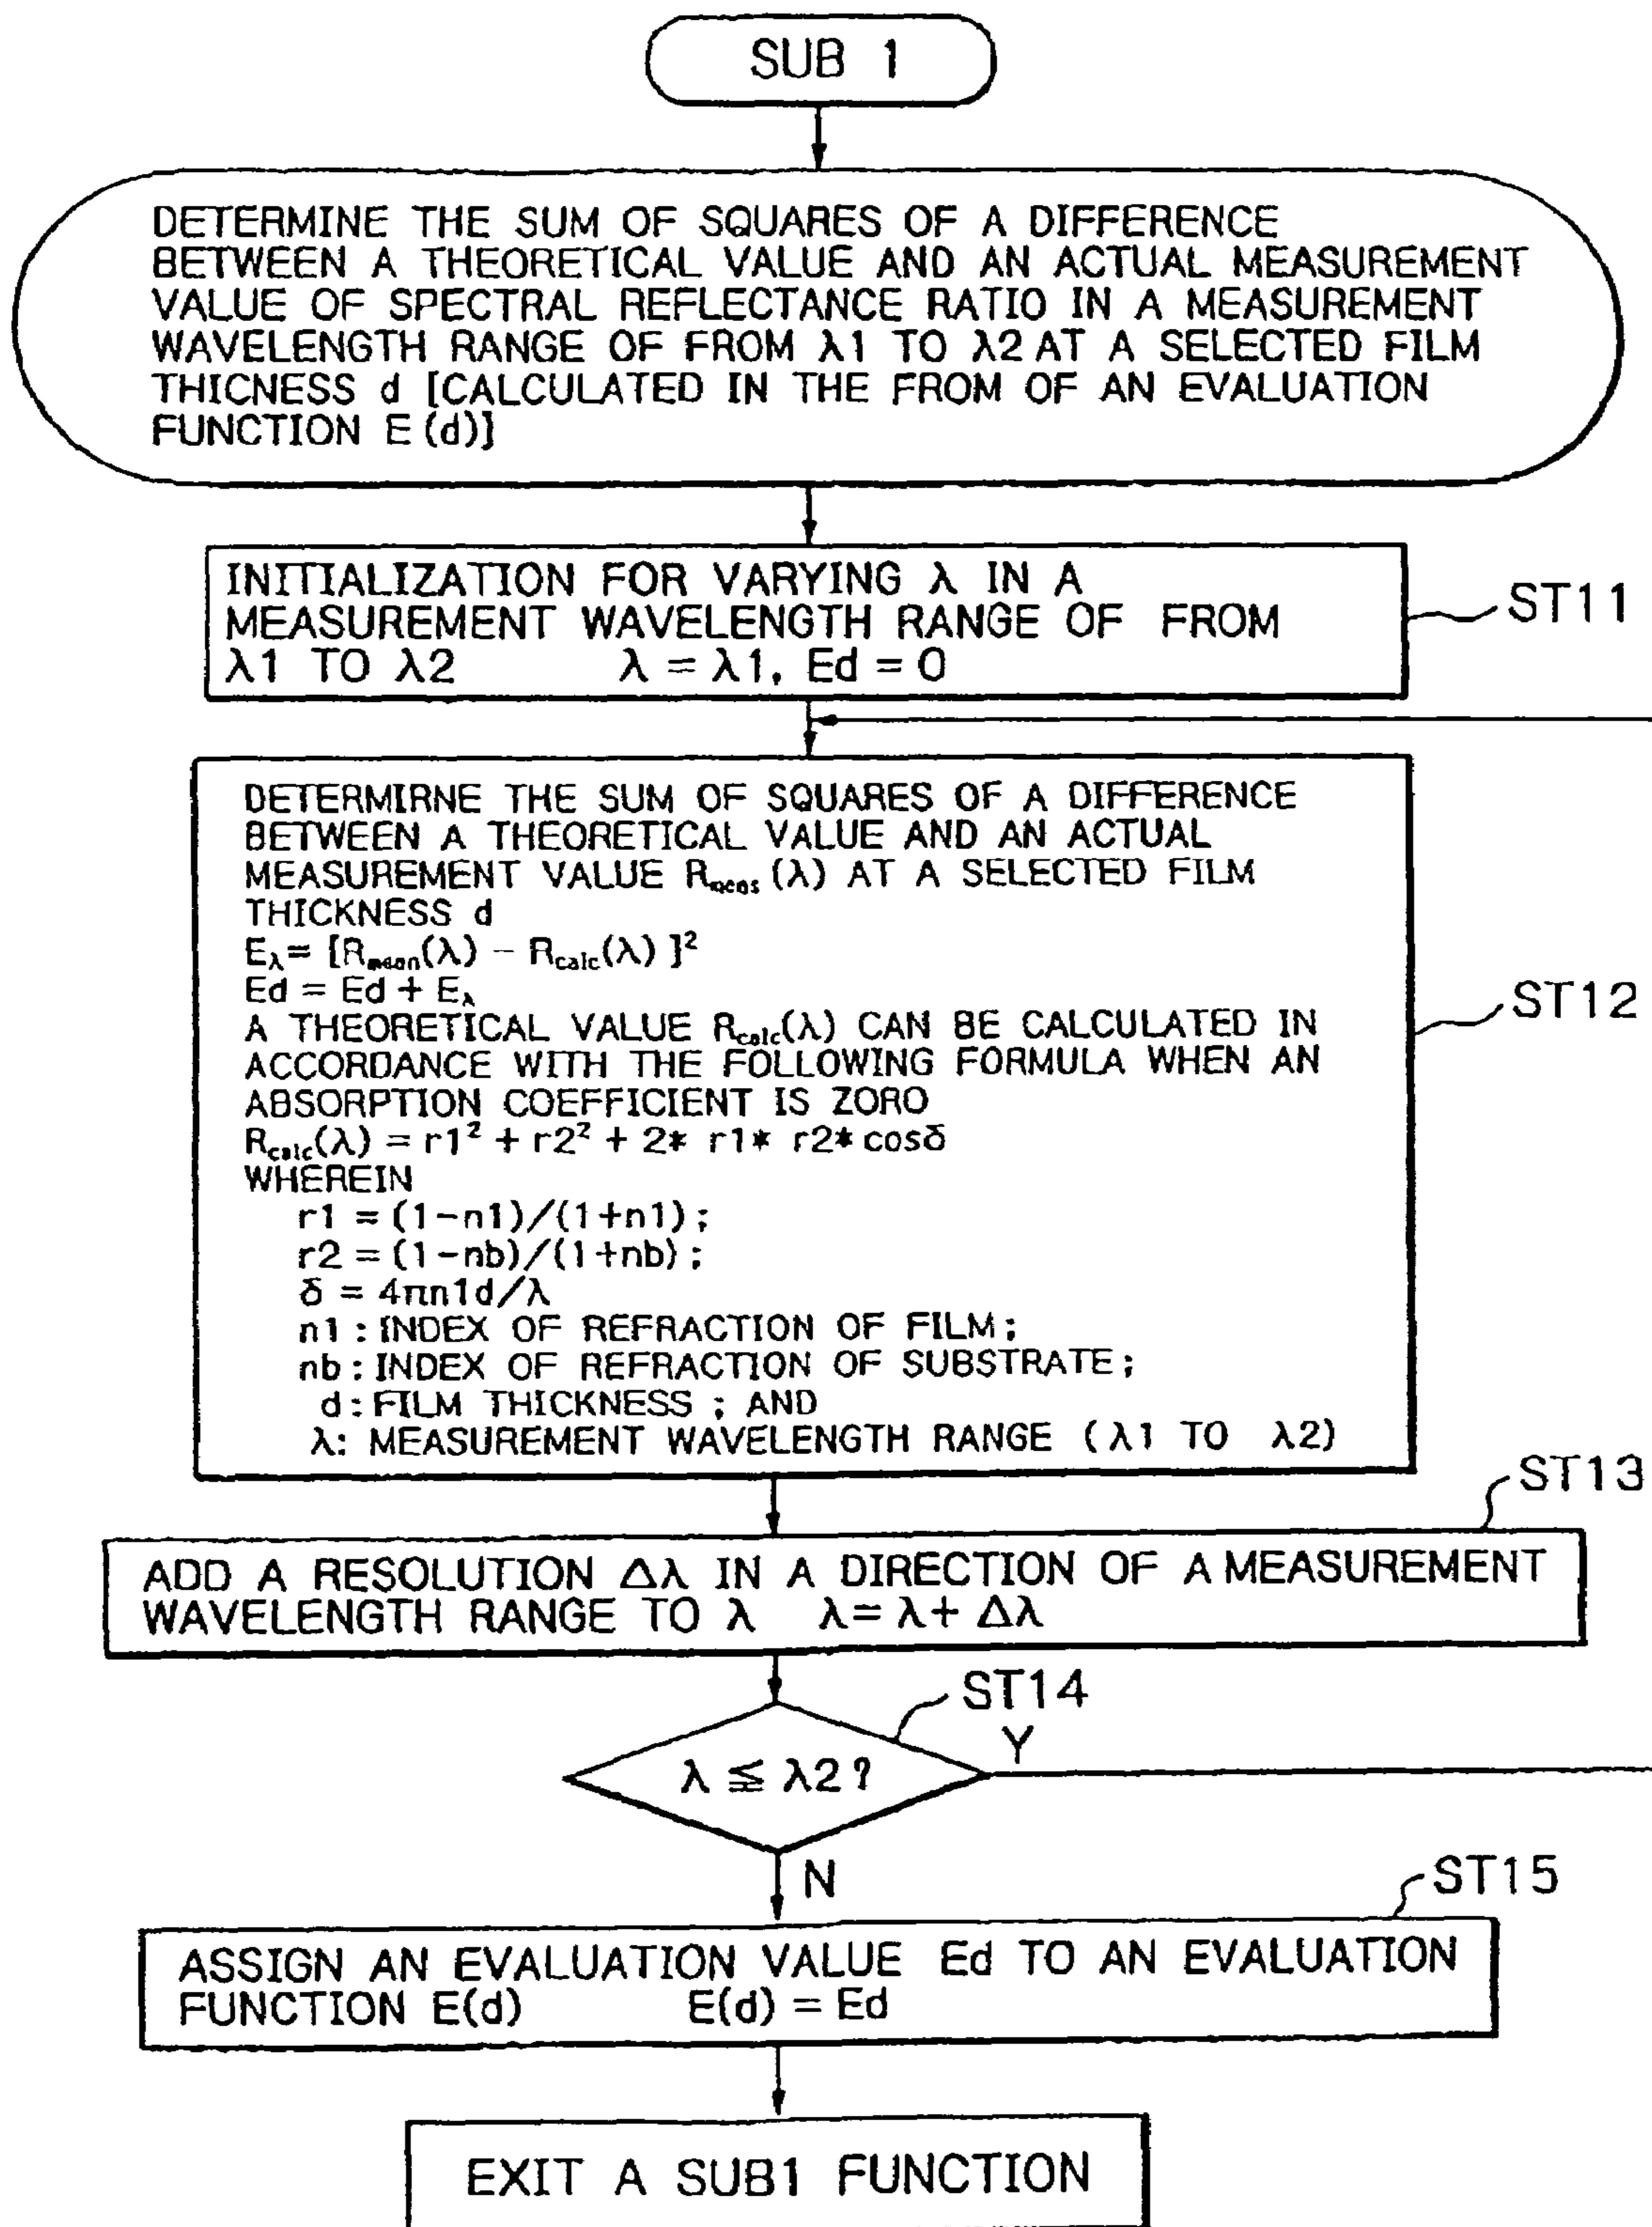 SUB 1
DETERMINE THE SUM OF SQUARES OF A DIFFERENCE
BETWEEN A THEORETICAL VALUE AND AN ACTUAL MEASUREMENT
VALUE OF SPECTRAL REFLECTANCE RATIO IN A MEASUREMENT
WAVELENGTH RANGE OF FROM λ1 TO λ2 AT A SELECTED FILM
THICNESS d [CALCULATED IN THE FROM OF AN EVALUATION
FUNCTION E (d)]
INITIALIZATION FOR VARYING λ IN A
MEASUREMENT WAVELENGTH RANGE OF FROM
λ1 TO λ2 λ = λ1, Ed = 0
ST11
DETERMIRNE THE SUM OF SQUARES OF A DIFFERENCE
BETWEEN A THEORETICAL VALUE AND AN ACTUAL
MEASUREMENT VALUE Rmeas (λ) AT A SELECTED FILM
THICKNESS d
Eλ= [Rmean(λ) − Rcalc(λ) ]²
Ed = Ed + Eλ
A THEORETICAL VALUE Rcalc(λ) CAN BE CALCULATED IN
ACCORDANCE WITH THE FOLLOWING FORMULA WHEN AN
ABSORPTION COEFFICIENT IS ZORO
Rcalc(λ) = r1² + r2² + 2* r1* r2* cosδ
WHEREIN
r1 = (1−n1)/(1+n1) ;
r2 = (1−nb)/(1+nb) ;
δ = 4πn1d/λ
n1 : INDEX OF REFRACTION OF FILM ;
nb : INDEX OF REFRACTION OF SUBSTRATE ;
d : FILM THICKNESS ; AND
λ: MEASUREMENT WAVELENGTH RANGE (λ1 TO λ2)
ST12
ST13
ADD A RESOLUTION Δλ IN A DIRECTION OF A MEASUREMENT
WAVELENGTH RANGE TO λ λ= λ+ Δλ
ST14
λ ≦ λ2 ?
Y
N
ST15
ASSIGN AN EVALUATION VALUE Ed TO AN EVALUATION
FUNCTION E(d) E(d) = Ed
EXIT A SUB1 FUNCTION